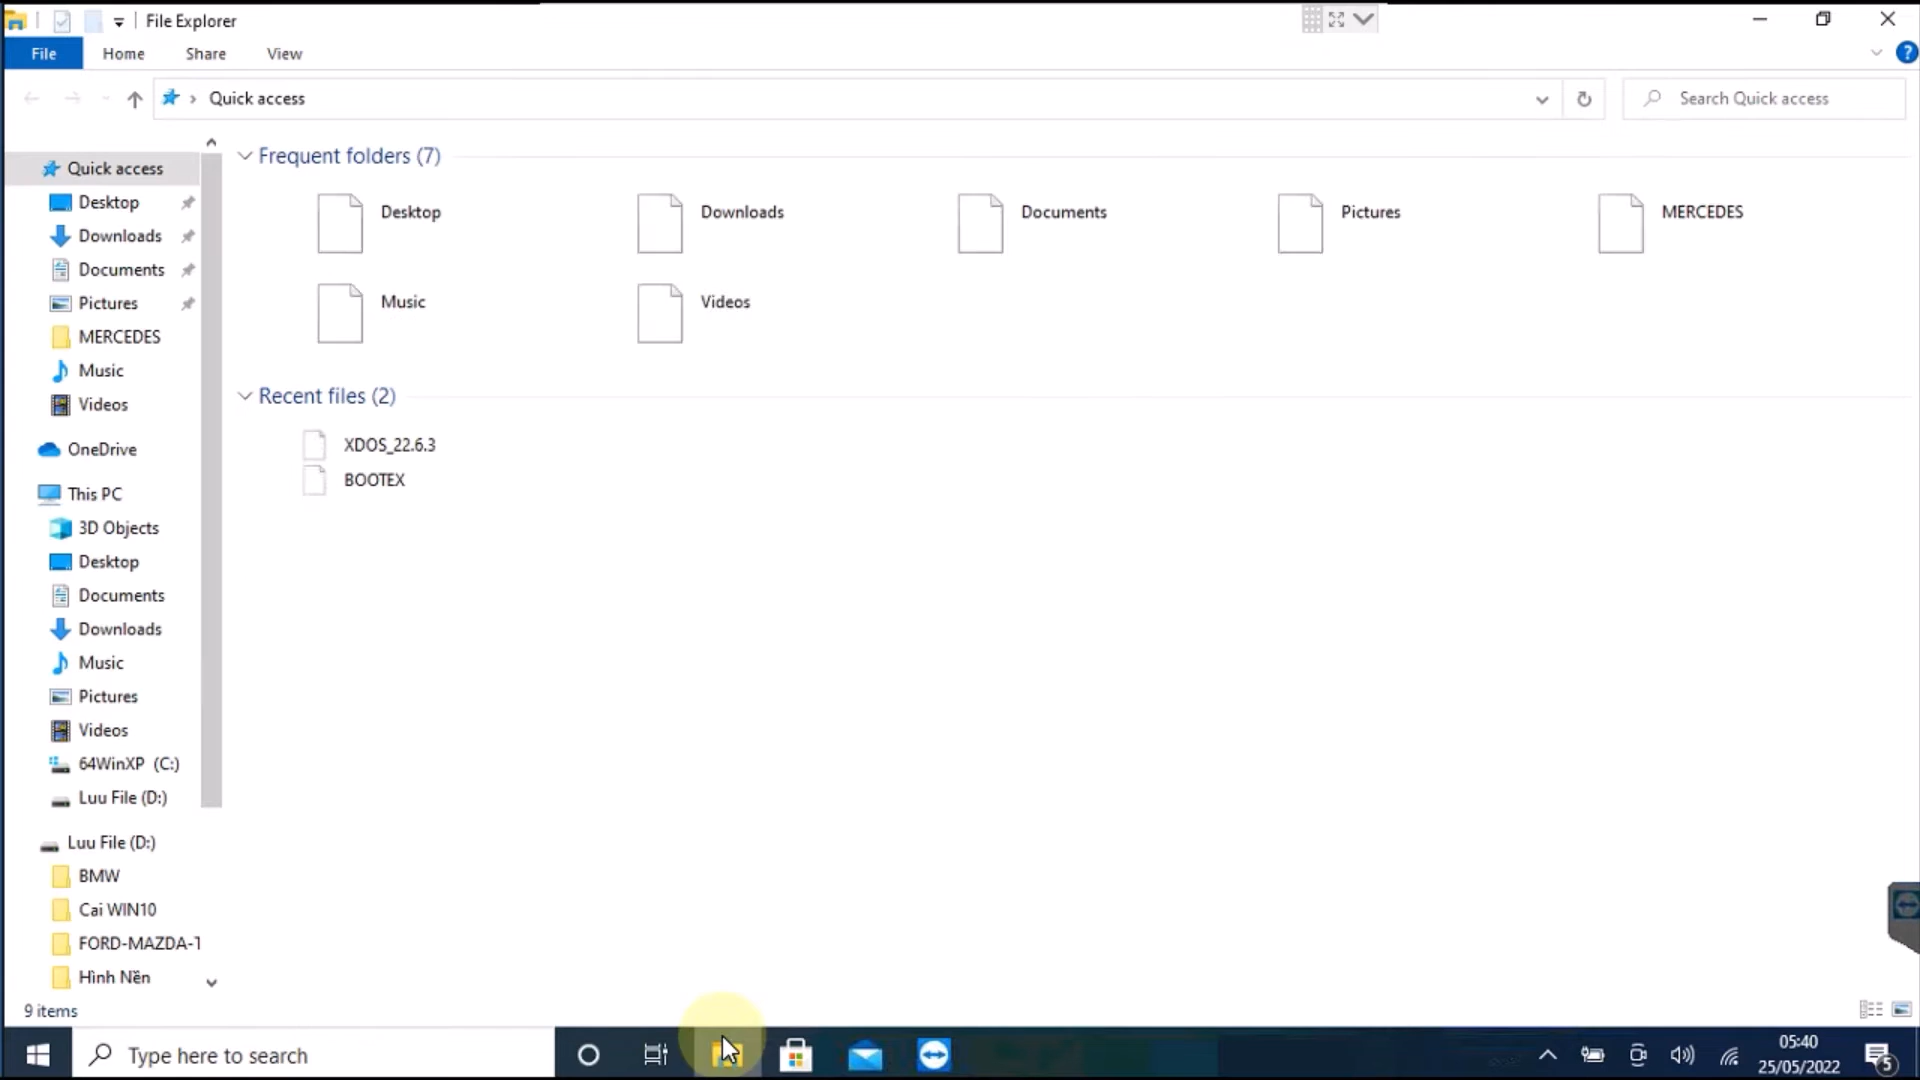 File Explorer
File Home Share View
Quick access
Search Quick access
Quick access
Desktop
Downloads
Documents
Pictures
MERCEDES
Music
Videos
OneDrive
This PC
3D Objects
Desktop
Documents
Downloads
Music
Pictures
Videos
64WinXP (C:)
Luu File (D:)
Luu File (D:)
BMW
Cai WIN10
FORD-MAZDA-T
Hình Nền
Frequent folders (7)
Desktop Downloads Documents Pictures MERCEDES
Music Videos
Recent files (2)
XDOS_22.6.3
BOOTEX
9 items
Type here to search
05:40
25/05/2022
5